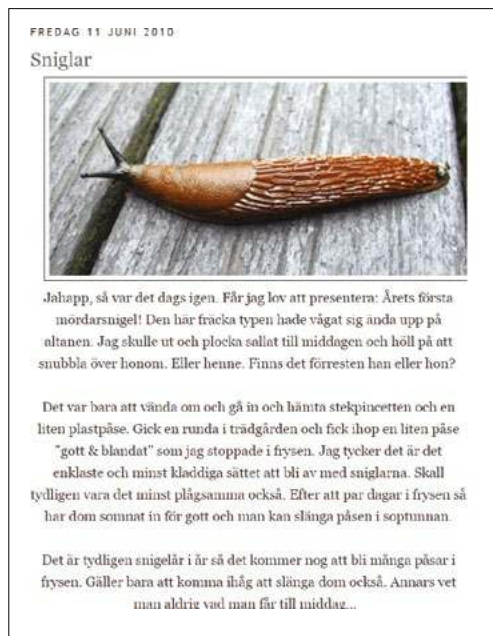 FREDAG 11 JUNI 2010
Sniglar
Jahapp, så var det dags igen. Får jag lov att presentera: Årets första
mördarsnigel! Den här fräcka typen hade vågat sig ända upp på
altanen. Jag skulle ut och plocka sallat till middagen och höll på att
snubbla över honom. Eller henne. Finns det förresten han eller hon?
Det var bara att vända om och gå in och hämta stekpincetten och en
liten plastpåse. Gick en runda i trädgården och fick ihop en liten påse
"gott & blandat" som jag stoppade i frysen. Jag tycker det är det
enklaste och minst kladdiga sättet att bli av med sniglarna. Skall
tydligen vara det minst plågsamma också. Efter att par dagar i frysen så
har dom somnat in för gott och man kan slänga påsen i soptunnan.
Det är tydligen snigelår i år så det kommer nog att bli många påsar i
frysen. Gäller bara att komma ihåg att slänga dom också. Annars vet
man aldrig vad man får till middag...